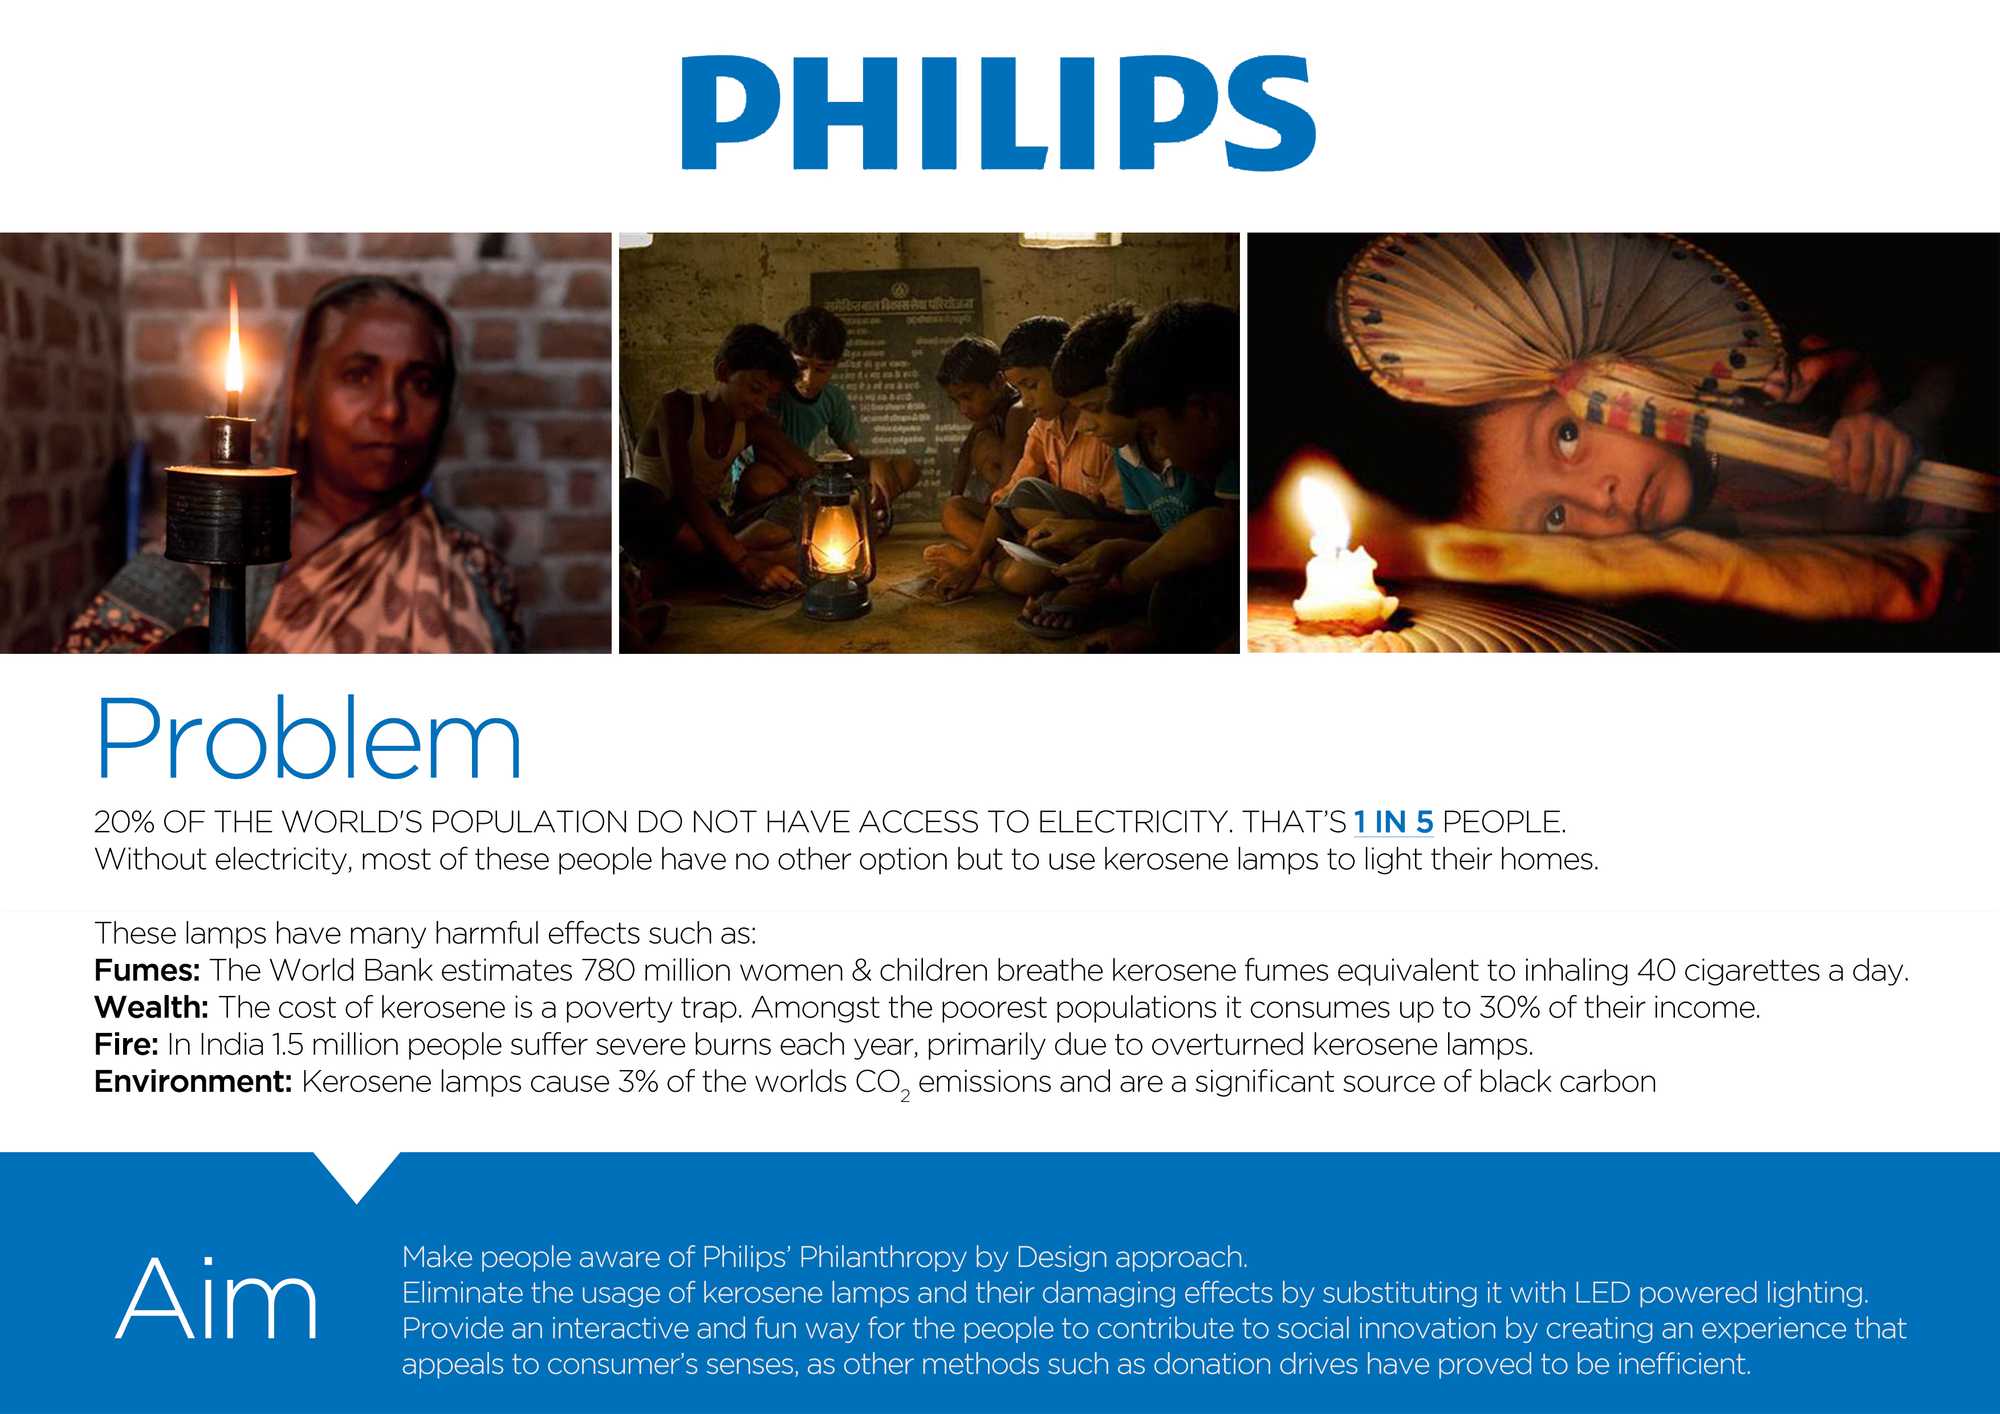 PHILIPS
Problem
20% OF THE WORLD'S POPULATION DO NOT HAVE ACCESS TO ELECTRICITY. THAT’S 1 IN 5 PEOPLE.
Without electricity, most of these people have no other option but to use kerosene lamps to light their homes.
These lamps have many harmful effects such as:
Fumes: The World Bank estimates 780 million women & children breathe kerosene fumes equivalent to inhaling 40 cigarettes a day.
Wealth: The cost of kerosene is a poverty trap. Amongst the poorest populations it consumes up to 30% of their income.
Fire: In India 1.5 million people suffer severe burns each year, primarily due to overturned kerosene lamps.
Environment: Kerosene lamps cause 3% of the worlds CO₂ emissions and are a significant source of black carbon
Aim
Make people aware of Philips’ Philanthropy by Design approach.
Eliminate the usage of kerosene lamps and their damaging effects by substituting it with LED powered lighting.
Provide an interactive and fun way for the people to contribute to social innovation by creating an experience that
appeals to consumer’s senses, as other methods such as donation drives have proved to be inefficient.